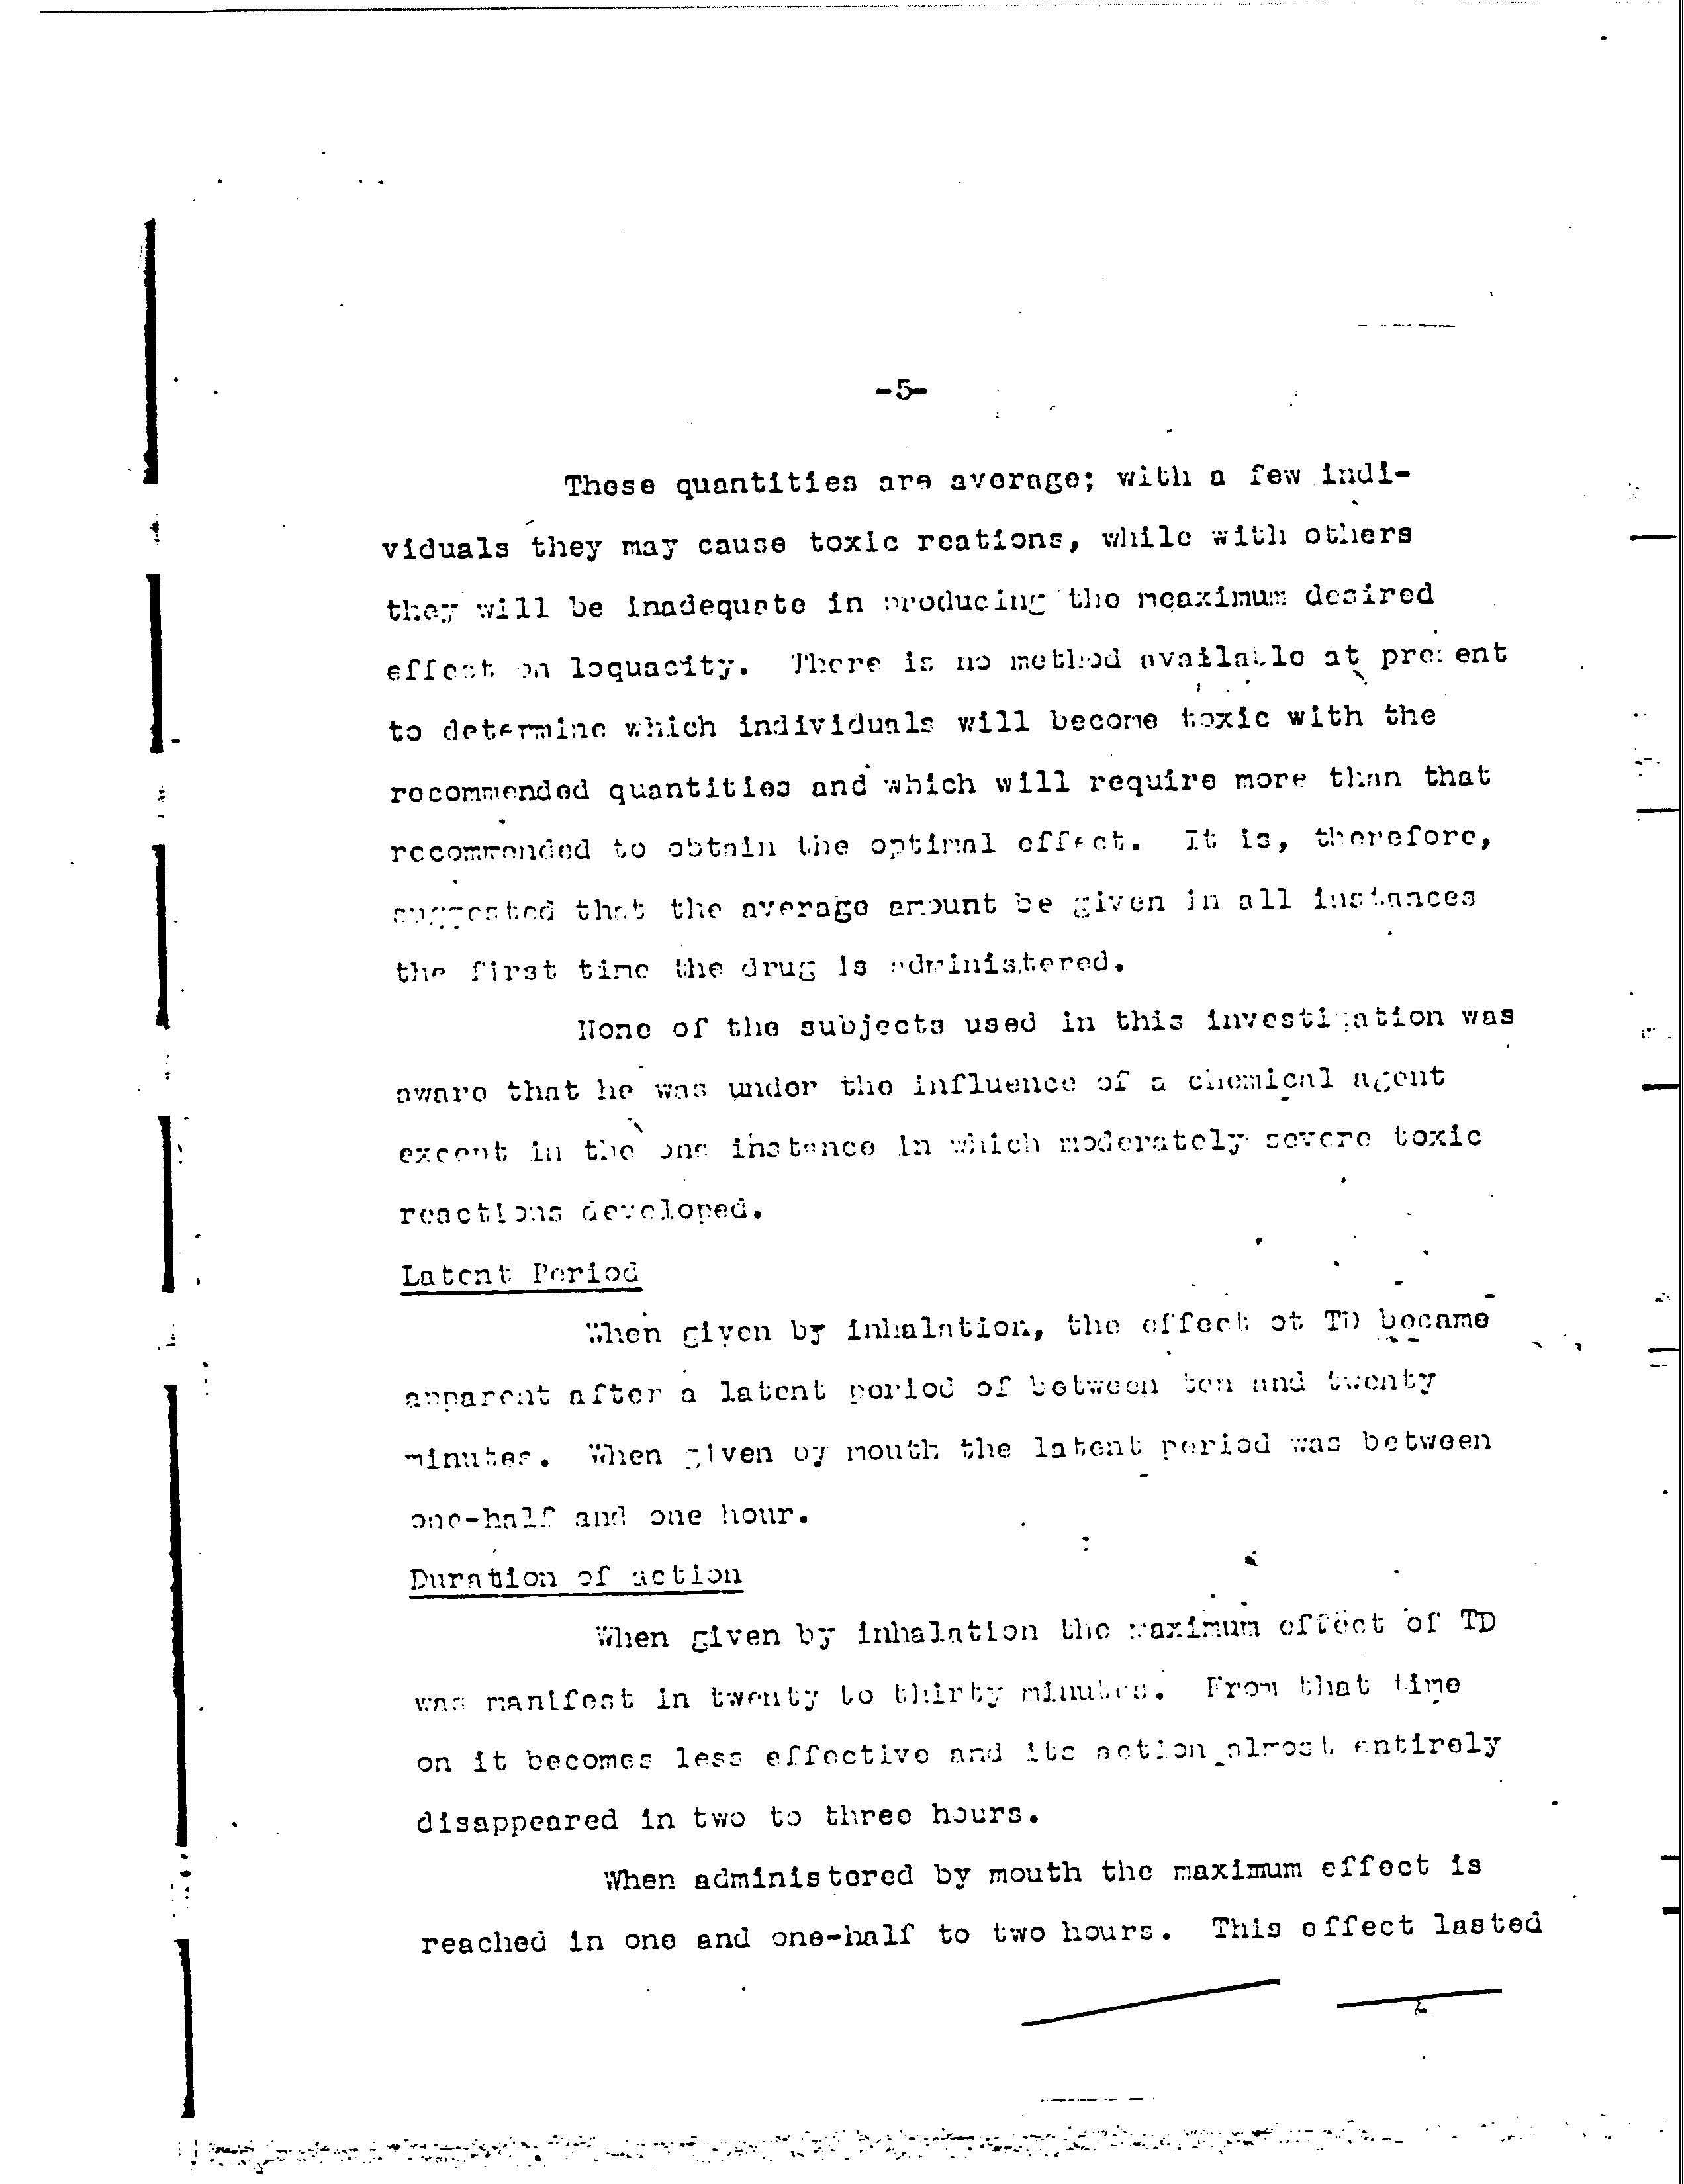 -5-
These quantities are average; with a few indi-
viduals they may cause toxic reations, while with others
they will be inadequate in producing the meaximum desired
effect on loquacity. There is no method available at present
to determine which individuals will become toxic with the
recommended quantities and which will require more than that
recommended to obtain the optimal effect. It is, therefore,
suggested that the average amount be given in all instances
the first time the drug is administered.
None of the subjects used in this investigation was
aware that he was under the influence of a chemical agent
except in the one instance in which moderately severe toxic
reactions developed.
Latent Period
When given by inhalation, the effect ot TD became
apparent after a latent period of between ten and twenty
minutes. When given by mouth the latent period was between
one-half and one hour.
Duration of action
When given by inhalation the maximum effect of TD
was manifest in twenty to thirty minutes. From that time
on it becomes less effective and its action almost entirely
disappeared in two to three hours.
When administered by mouth the maximum effect is
reached in one and one-half to two hours. This effect lasted